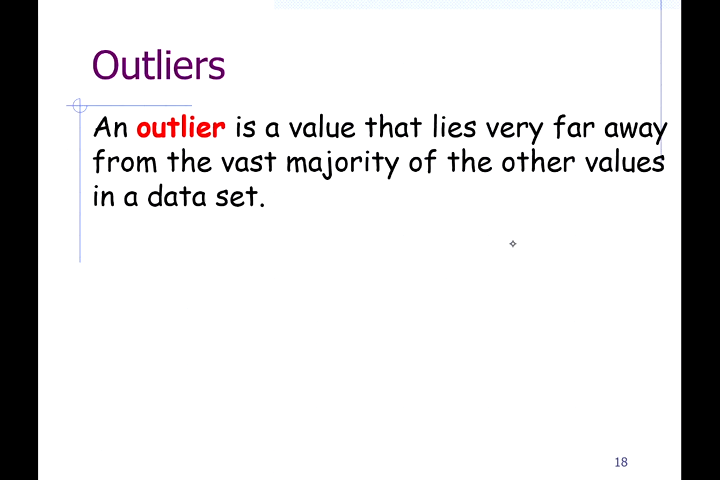 Outliers
An outlier is a value that lies very far away
from the vast majority of the other values
in a data set.
18